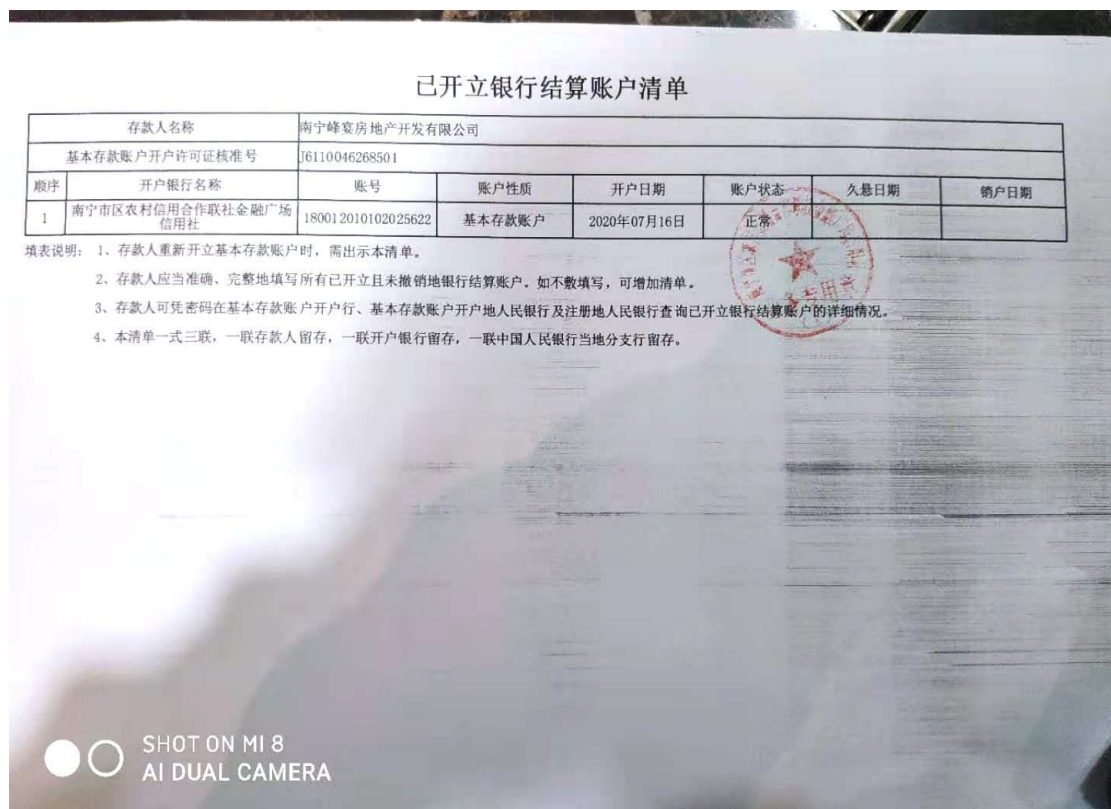 已开立银行结算账户清单
存款人名称 南宁峰宴房地产开发有限公司
基本存款账户开户许可证核准号 J6110046268501
顺序 开户银行名称 账号 账户性质 开户日期 账户状态 久悬日期 销户日期
1 南宁市区农村信用合作联社金融广场信用社 180012010102025622 基本存款账户 2020年07月16日 正常
填表说明: 1、存款人重新开立基本存款账户时,需出示本清单。
2、存款人应当准确、完整地填写所有已开立且未撤销地银行结算账户。如不敷填写,可增加清单。
3、存款人可凭密码在基本存款账户开户行、基本存款账户开户地人民银行及注册地人民银行查询已开立银行结算账户的详细情况。
4、本清单一式三联,一联存款人留存,一联开户银行留存,一联中国人民银行当地分支行留存。
SHOT ON MI 8
AI DUAL CAMERA